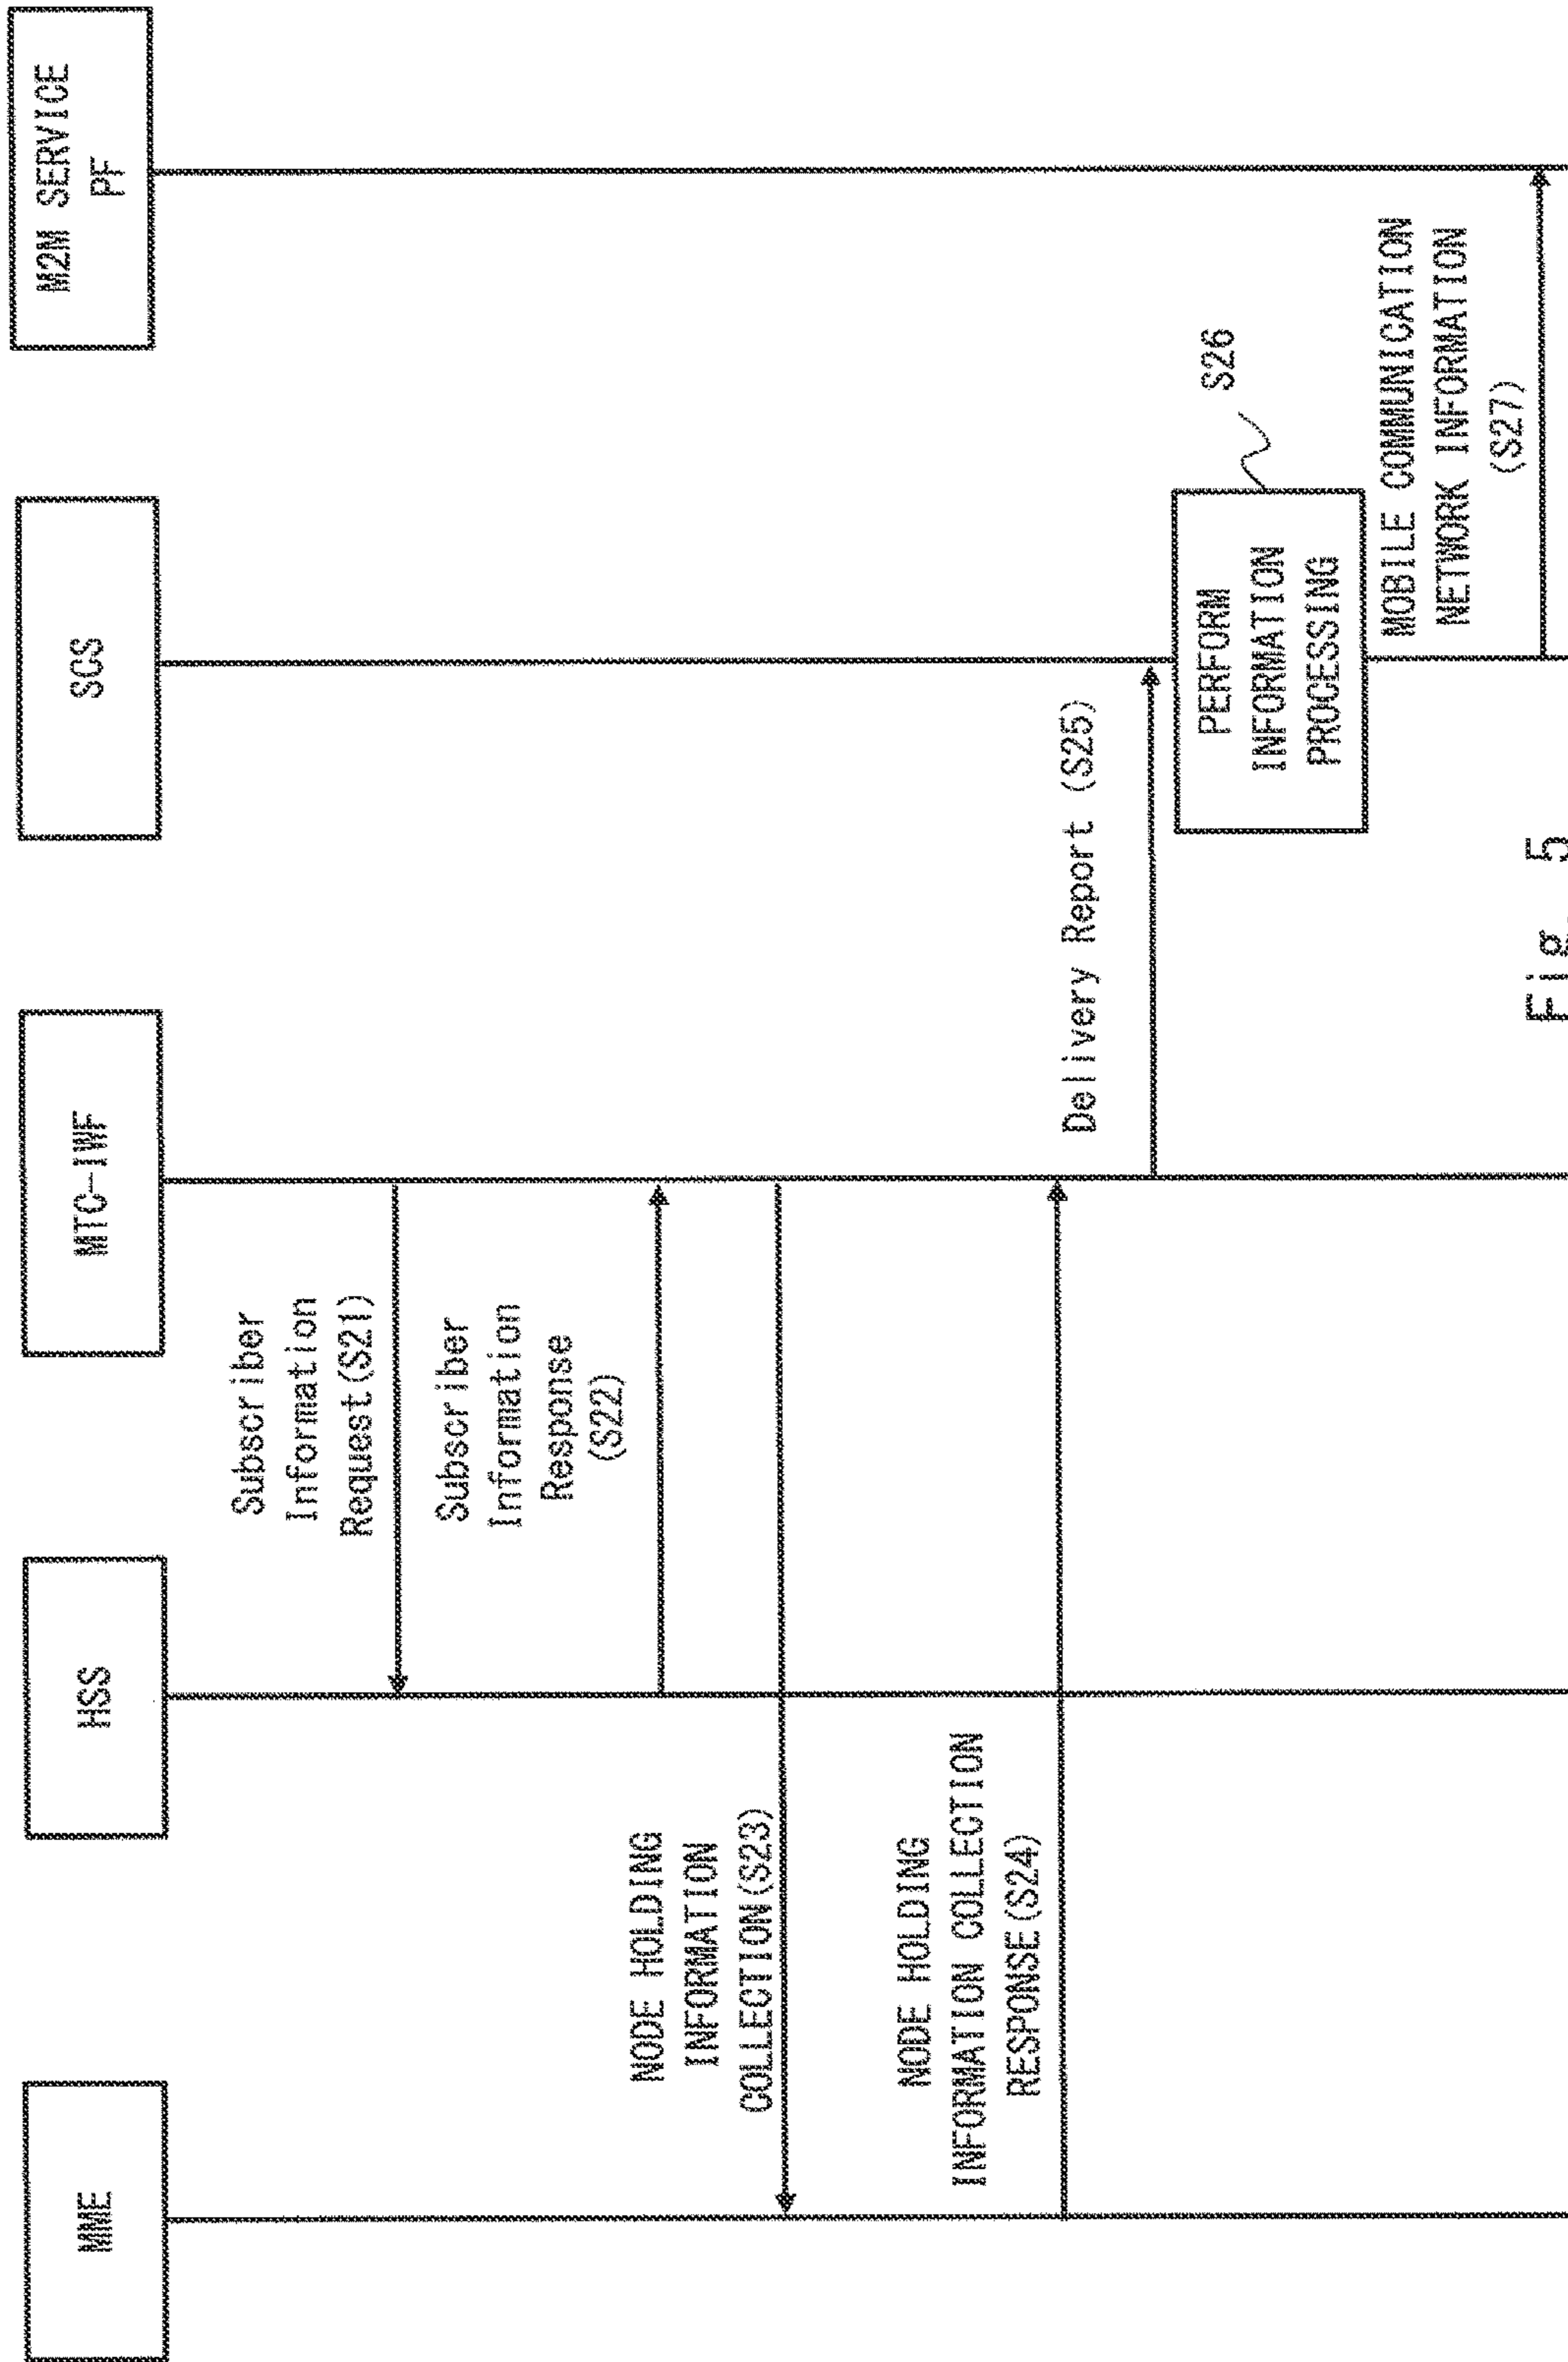 MME
HSS
MTC-IWF
SCS
M2M SERVICE
PF
Subscriber
Information
Request(S21)
Subscriber
Information
Response
(S22)
NODE HOLDING
INFORMATION
COLLECTION(S23)
NODE HOLDING
INFORMATION COLLECTION
RESPONSE(S24)
Delivery Report (S25)
PERFORM
INFORMATION
PROCESSING
S26
MOBILE COMMUNICATION
NETWORK INFORMATION
(S27)
Fig. 5